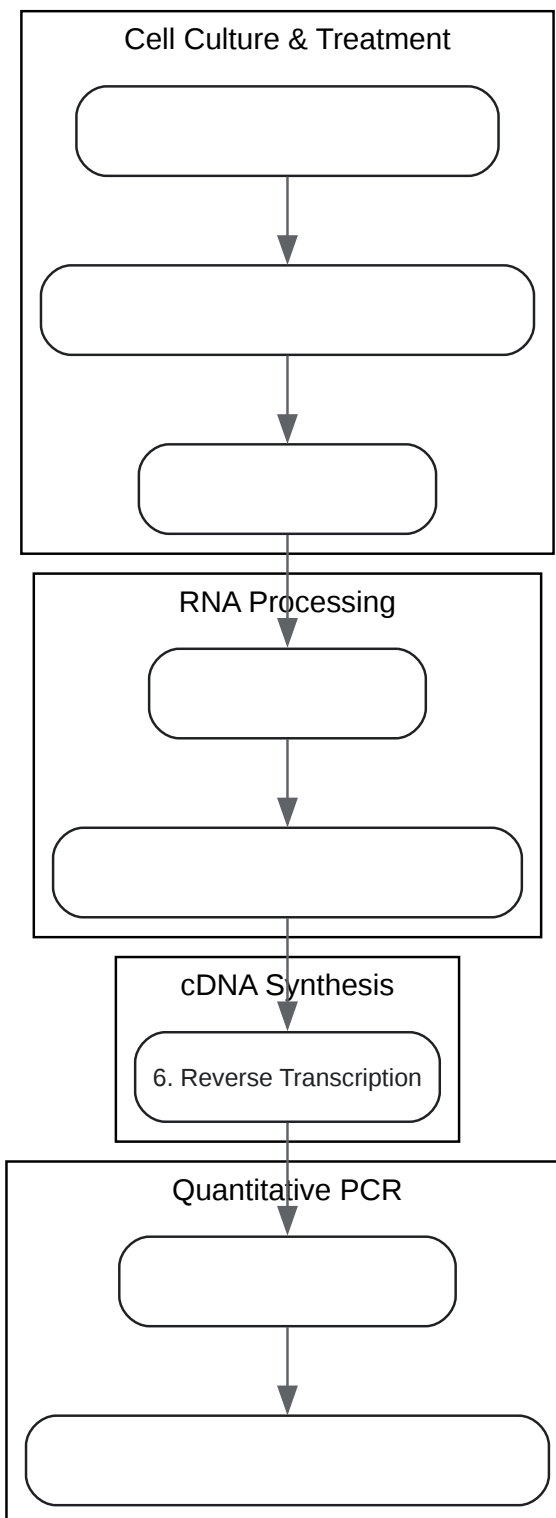 Cell Culture & Treatment
RNA Processing
cDNA Synthesis
6. Reverse Transcription
Quantitative PCR